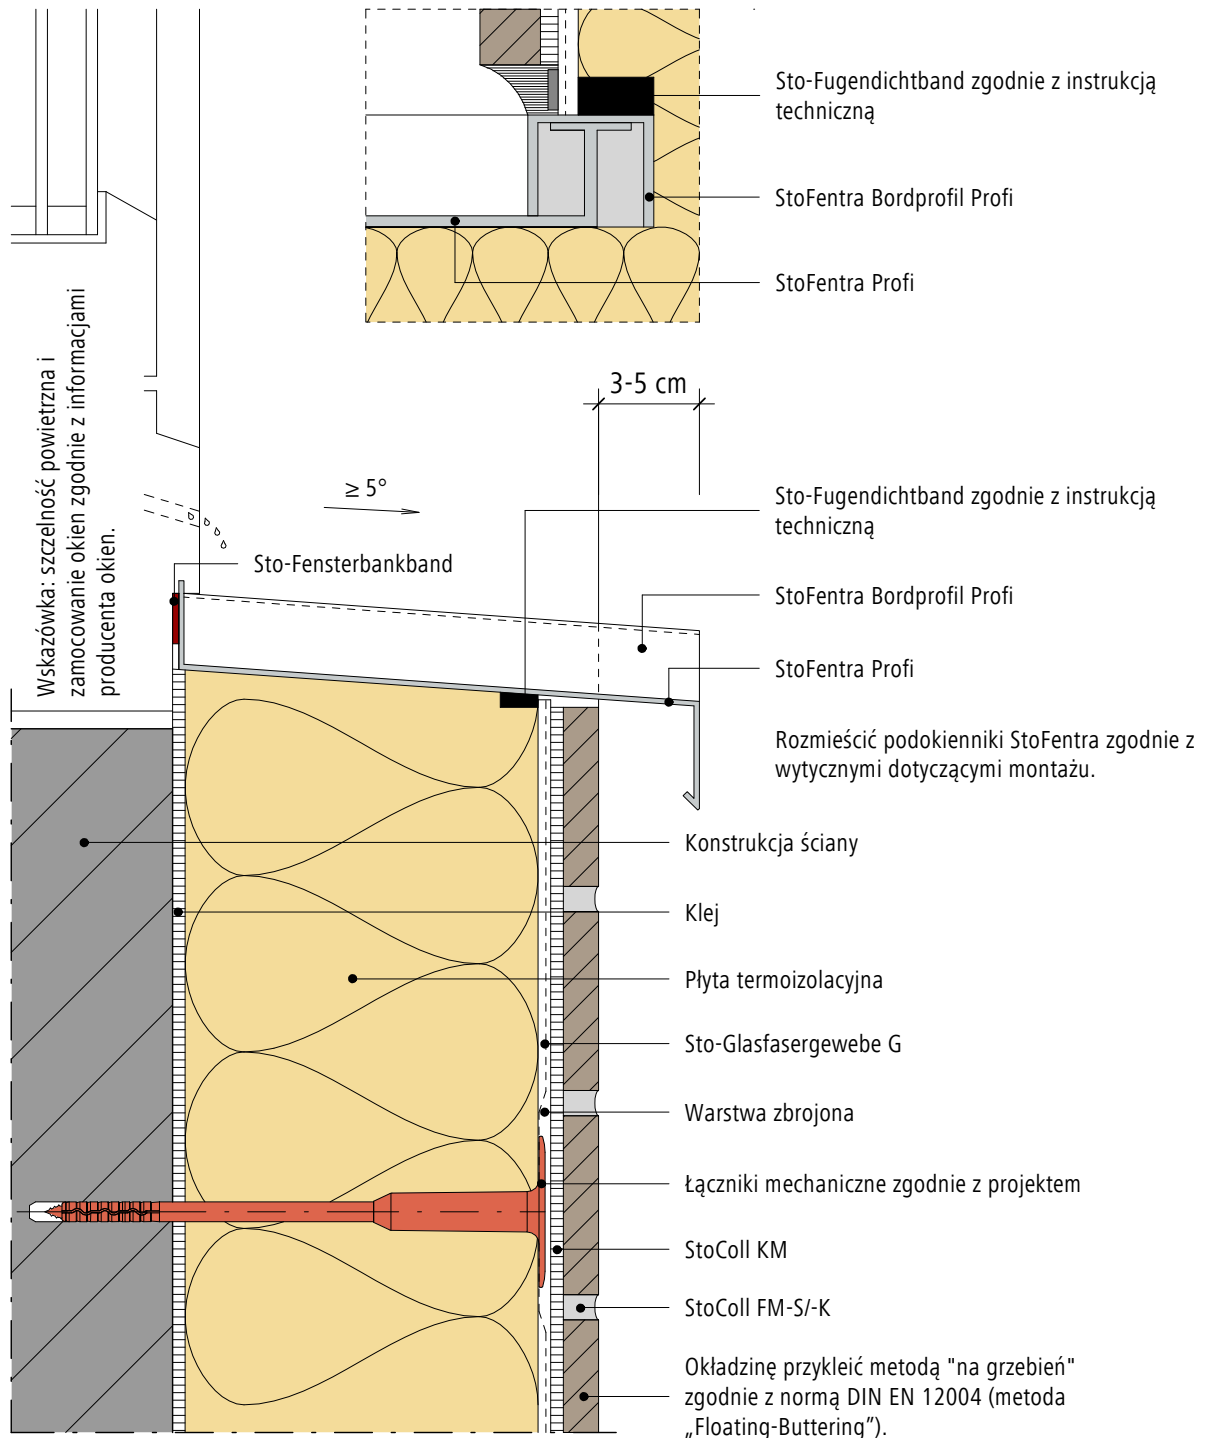 Sto-Fugendichtband zgodnie z instrukcją
techniczną
StoFentra Bordprofil Profi
StoFentra Profi
Wskazówka: szczelność powietrzna i
zamocowanie okien zgodnie z informacjami
producenta okien.
3-5 cm
≥ 5°
Sto-Fugendichtband zgodnie z instrukcją
techniczną
Sto-Fensterbankband
StoFentra Bordprofil Profi
StoFentra Profi
Rozmieścić podokienniki StoFentra zgodnie z
wytycznymi dotyczącymi montażu.
Konstrukcja ściany
Klej
Płyta termoizolacyjna
Sto-Glasfasergewebe G
Warstwa zbrojona
Łączniki mechaniczne zgodnie z projektem
StoColl KM
StoColl FM-S/-K
Okładzinę przykleić metodą "na grzebień"
zgodnie z normą DIN EN 12004 (metoda
„Floating-Buttering”).